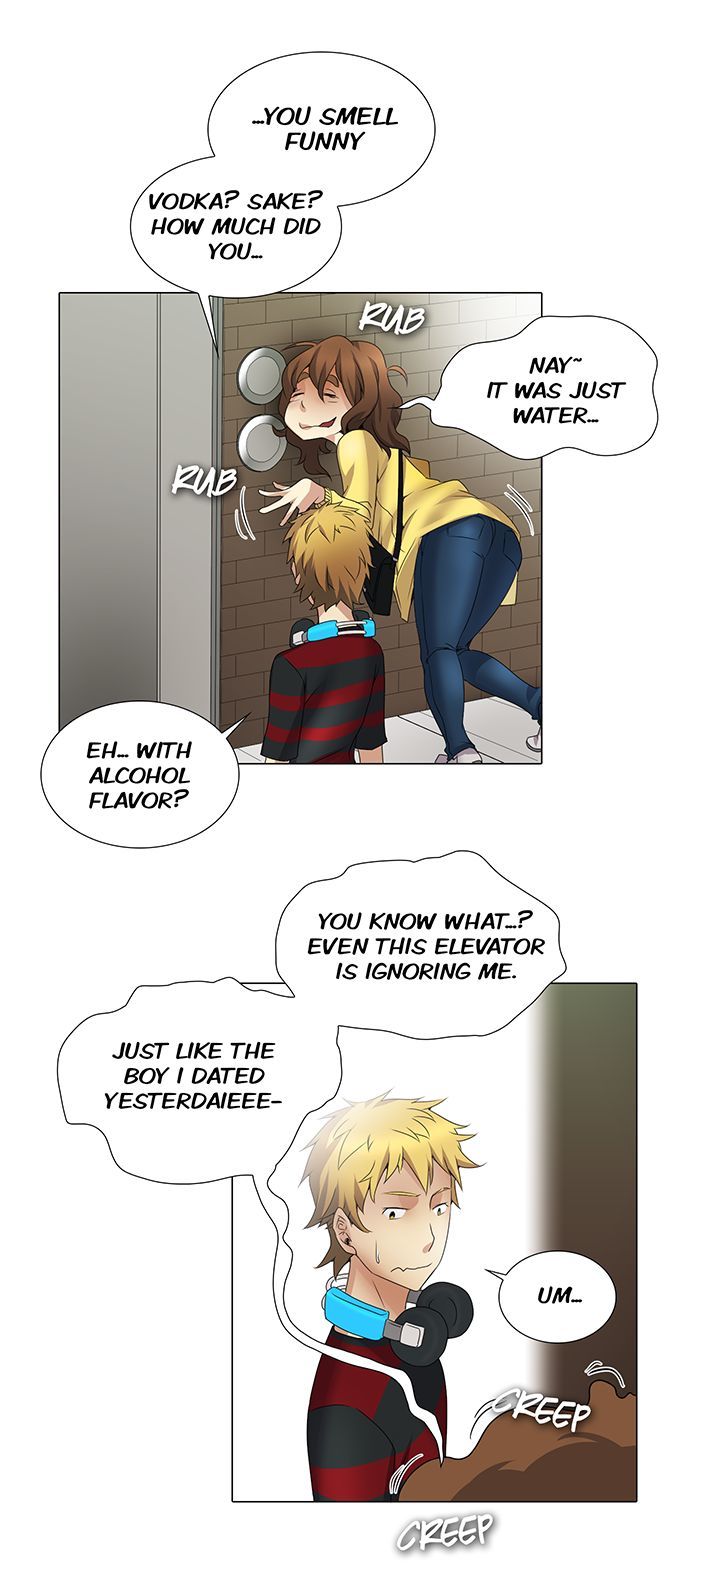 ...YOU SMELL
FUNNY
VODKA? SAKE?
HOW MUCH DID
YOU...
RUB
NAY~
IT WAS JUST
WATER...
RUB
EH... WITH
ALCOHOL
FLAVOR?
YOU KNOW WHAT...?
EVEN THIS ELEVATOR
IS IGNORING ME.
JUST LIKE THE
BOY I DATED
YESTERDAIEEE-
UM...
CREEP
CREEP